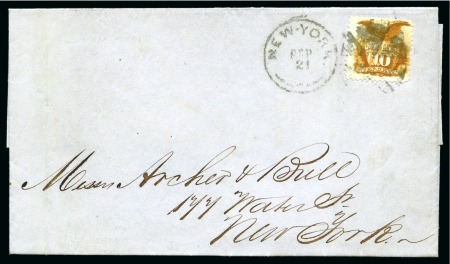 NEW-YORK
SEP
21
10
Messrs Archer & Bull
177 Water St.
New York.